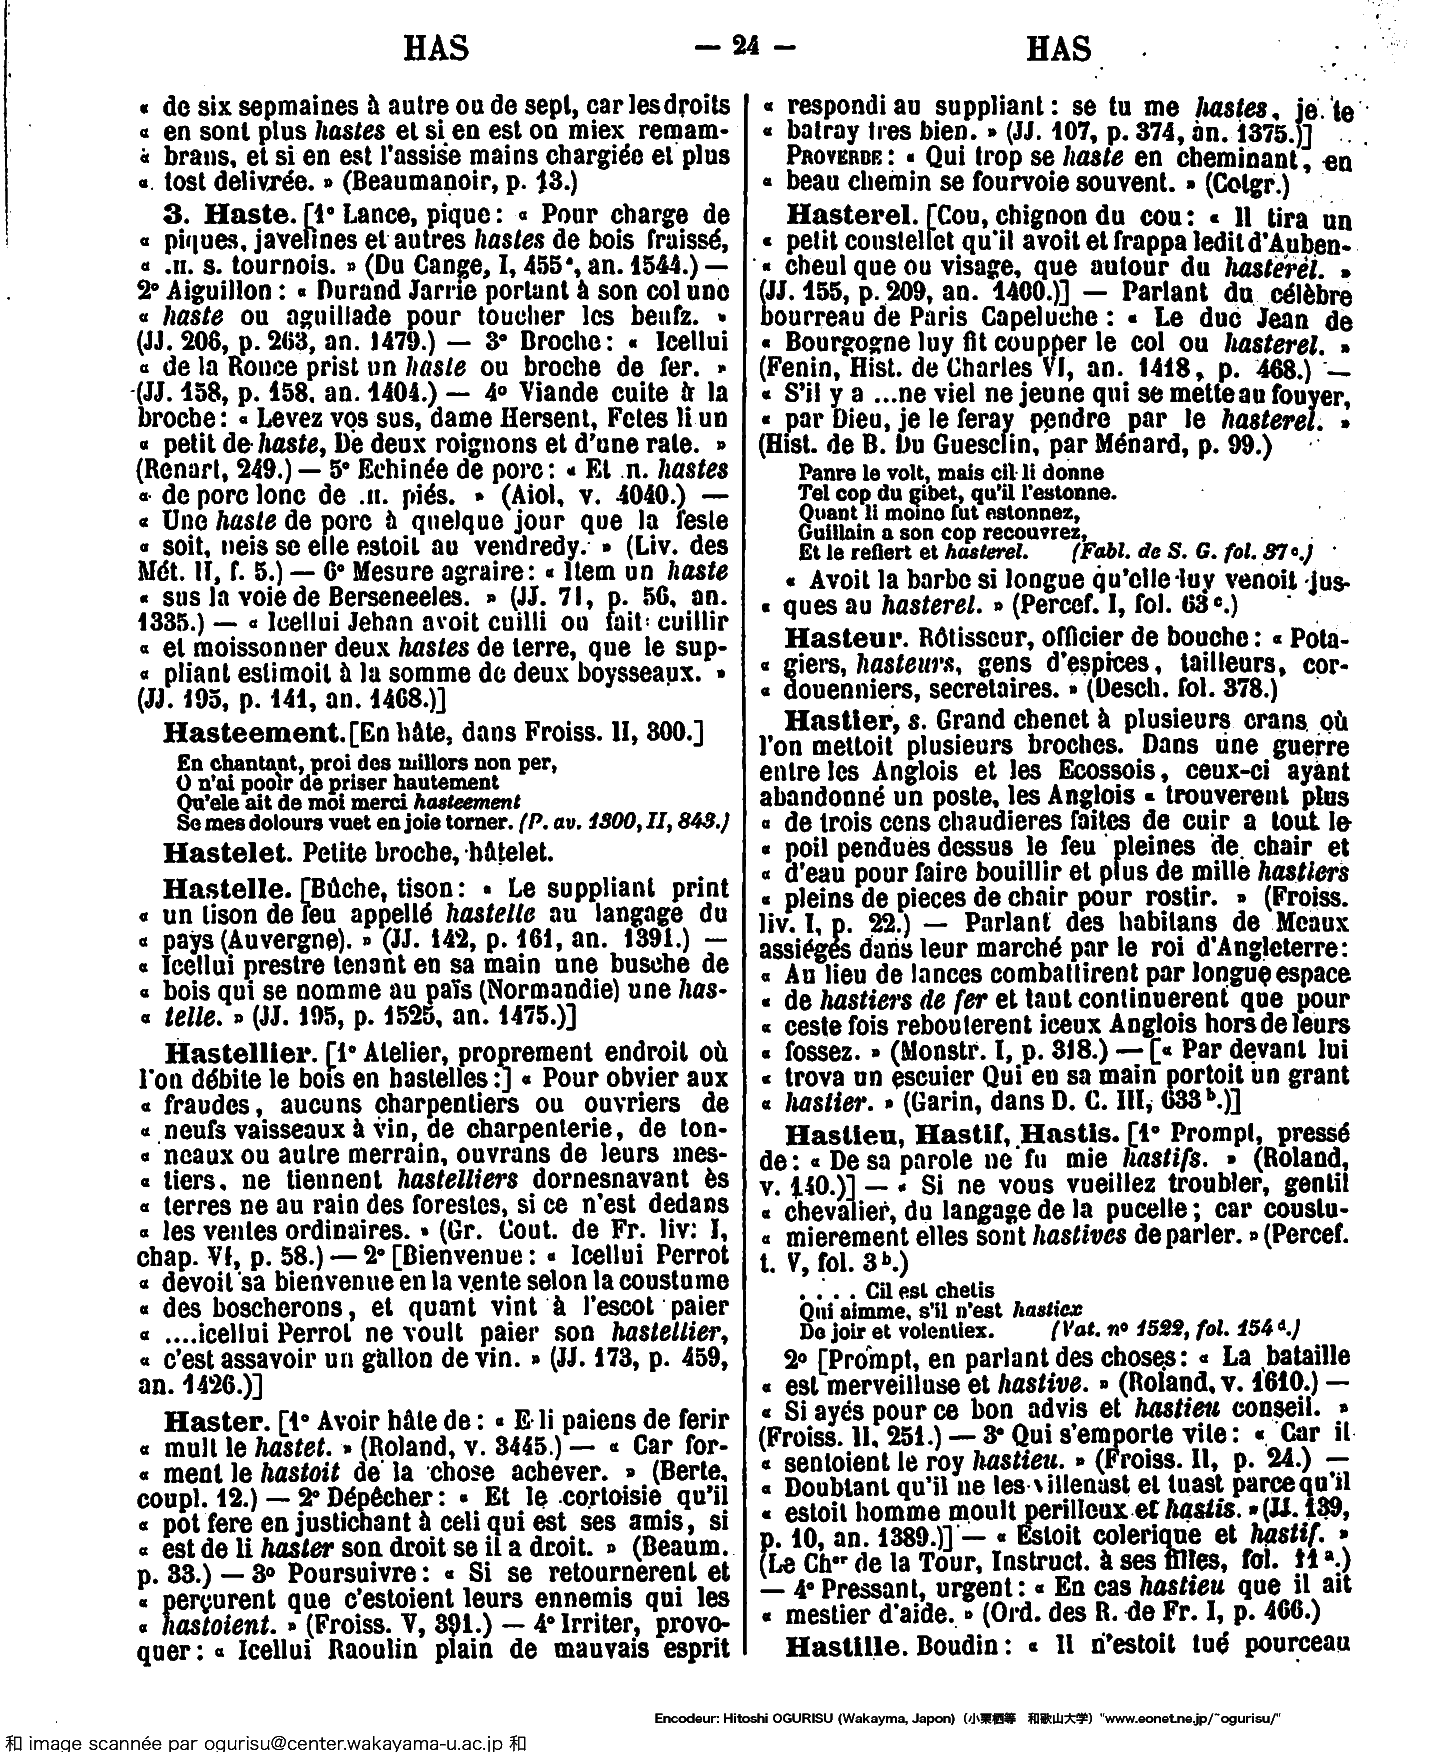 HAS
— 24 —
HAS
« de six sepmaines à autre ou de sept, car les droits
« en sont plus hastes et si en est on miex remam-
« brans, et si en est l'assise mains chargiée et plus
« tost delivrée. » (Beaumanoir, p. 13.)
3. Haste. [1° Lance, pique : « Pour charge de
« piques, javelines et autres hastes de bois fraissé,
« .II. s. tournois. » (Du Cange, I, 455ª, an. 1544.) —
2° Aiguillon : « Durand Jarrie portant à son col une
« haste ou aguillade pour toucher les beufz. »
(JJ. 206, p. 263, an. 1479.) — 3° Broche : « Icellui
« de la Ronce prist un haste ou broche de fer. »
(JJ. 158, p. 158, an. 1404.) — 4° Viande cuite à la
broche : « Levez vos sus, dame Hersent, Fetes li un
« petit de haste, De deux roignons et d'une rate. »
(Renart, 249.) — 5° Echinée de porc : « Et .n. hastes
« de porc lonc de .II. piés. » (Aiol, v. 4040.) —
« Une haste de porc à quelque jour que la feste
« soit, neis se elle estoit au vendredy. » (Liv. des
Mét. II, f. 5.) — 6° Mesure agraire : « Item un haste
« sus la voie de Berseneeles. » (JJ. 71, p. 56, an.
1335.) — « Icellui Jehan avoit cuilli ou fait cuillir
« et moissonner deux hastes de terre, que le sup-
« pliant estimoit à la somme de deux boysseaux. »
(JJ. 195, p. 141, an. 1468.)]
Hasteement. [En hâte, dans Froiss. II, 300.]
En chantant, proi des millors non per,
O n'ai pooir de priser hautement
Qu'ele ait de moi merci hasteement
Se mes dolours vuet en joie torner. (P. av. 1300, II, 843.)
Hastelet. Petite broche, hâtelet.
Hastelle. [Bûche, tison : « Le suppliant print
« un tison de feu appellé hastelle au langage du
« pays (Auvergne). » (JJ. 142, p. 161, an. 1391.) —
« Icellui prestre tenant en sa main une busche de
« bois qui se nomme au païs (Normandie) une has-
« telle. » (JJ. 195, p. 1525, an. 1475.)]
Hastellier. [1° Atelier, proprement endroit où
l'on débite le bois en hastelles :] « Pour obvier aux
« fraudes, aucuns charpentiers ou ouvriers de
« neufs vaisseaux à vin, de charpenterie, de ton-
« neaux ou autre merrain, ouvrans de leurs mes-
« tiers, ne tiennent hastelliers dornesnavant ès
« terres ne au rain des forestes, si ce n'est dedans
« les ventes ordinaires. » (Gr. Cout. de Fr. liv. I,
chap. VI, p. 58.) — 2° [Bienvenue : « Icellui Perrot
« devoit sa bienvenue en la vente selon la coustume
« des boscherons, et quant vint à l'escot paier
« ....icellui Perrot ne voult paier son hastellier,
« c'est assavoir un gallon de vin. » (JJ. 173, p. 459,
an. 1426.)]
Haster. [1° Avoir hâte de : « E li paiens de ferir
« mult le hastet. » (Roland, v. 3445.) — « Car for-
« ment le hastoit de la chose achever. » (Berte,
coupl. 12.) — 2° Dépêcher : « Et le cortoisie qu'il
« pot fere en justichant à celi qui est ses amis, si
« est de li haster son droit se il a droit. » (Beaum.
p. 33.) — 3° Poursuivre : « Si se retournerent et
« perçurent que c'estoient leurs ennemis qui les
« hastoient. » (Froiss. V, 391.) — 4° Irriter, provo-
quer : « Icellui Raoulin plain de mauvais esprit
« respondi au suppliant : se tu me hastes, je te
« batray tres bien. » (JJ. 107, p. 374, an. 1375.)]
PROVERBE : « Qui trop se haste en cheminant, en
« beau chemin se fourvoie souvent. » (Cotgr.)
Hasterel. [Cou, chignon du cou : « Il tira un
« petit coustellet qu'il avoit et frappa ledit d'Auben-
« cheul que ou visage, que autour du hasterel. »
(JJ. 155, p. 209, an. 1400.)] — Parlant du célèbre
bourreau de Paris Capeluche : « Le duc Jean de
« Bourgogne luy fit coupper le col ou hasterel. »
(Fenin, Hist. de Charles VI, an. 1418, p. 468.) —
« S'il y a ...ne viel ne jeune qui se mette au fouyer,
« par Dieu, je le feray pendre par le hasterel. »
(Hist. de B. Du Guesclin, par Ménard, p. 99.)
Panre le volt, mais cil li donne
Tel cop du gibet, qu'il l'estonne.
Quant li moine fut estonnez,
Guillain a son cop recouvrez,
Et le refiert et hasterel. (Fabl. de S. G. fol. 37ᶜ.)
« Avoit la barbe si longue qu'elle luy venoit jus-
« ques au hasterel. » (Percef. I, fol. 63ᶜ.)
Hasteur. Rôtisseur, officier de bouche : « Pota-
« giers, hasteurs, gens d'espices, tailleurs, cor-
« douenniers, secretaires. » (Desch. fol. 378.)
Hastier, s. Grand chenet à plusieurs crans où
l'on mettoit plusieurs broches. Dans une guerre
entre les Anglois et les Ecossois, ceux-ci ayant
abandonné un poste, les Anglois « trouverent plus
« de trois cens chaudieres faites de cuir a tout le
« poil pendues dessus le feu pleines de chair et
« d'eau pour faire bouillir et plus de mille hastiers
« pleins de pieces de chair pour rostir. » (Froiss.
liv. I, p. 22.) — Parlant des habitans de Meaux
assiégés dans leur marché par le roi d'Angleterre :
« Au lieu de lances combattirent par longue espace
« de hastiers de fer et tant continuerent que pour
« ceste fois rebouterent iceux Anglois hors de leurs
« fossez. » (Monstr. I, p. 318.) — [« Par devant lui
« trova un escuier Qui en sa main portoit un grant
« hastier. » (Garin, dans D. C. III, 633ᵇ.)]
Hastieu, Hastif, Hastis. [1° Prompt, pressé
de : « De sa parole ne fu mie hastifs. » (Roland,
v. 140.)] — « Si ne vous vueillez troubler, gentil
« chevalier, du langage de la pucelle ; car coustu-
« mierement elles sont hastives de parler. » (Percef.
t. V, fol. 3ᵇ.)
. . . . Cil est chetis
Qui aimme, s'il n'est hastiex
De joir et volentiex. (Vat. n° 1522, fol. 154ᵈ.)
2° [Prompt, en parlant des choses : « La bataille
« est merveilluse et hastive. » (Roland, v. 1610.) —
« Si ayés pour ce bon advis et hastieu conseil. »
(Froiss. II, 251.) — 3° Qui s'emporte vite : « Car il
« sentoient le roy hastieu. » (Froiss. II, p. 24.) —
« Doubtant qu'il ne les villenast et tuast parce qu'il
« estoit homme moult perilleux et hastis. » (JJ. 139,
p. 10, an. 1389.)] — « Estoit colerique et hastif. »
(Le Chᵉʳ de la Tour, Instruct. à ses filles, fol. 11ª.)
— 4° Pressant, urgent : « En cas hastieu que il ait
« mestier d'aide. » (Ord. des R. de Fr. I, p. 466.)
Hastille. Boudin : « Il n'estoit tué pourceau
Encodeur: Hitoshi OGURISU (Wakayma, Japon) (小栗栖等 和歌山大学) "www.eonet.ne.jp/~ogurisu/"
和 image scannée par ogurisu@center.wakayama-u.ac.jp 和